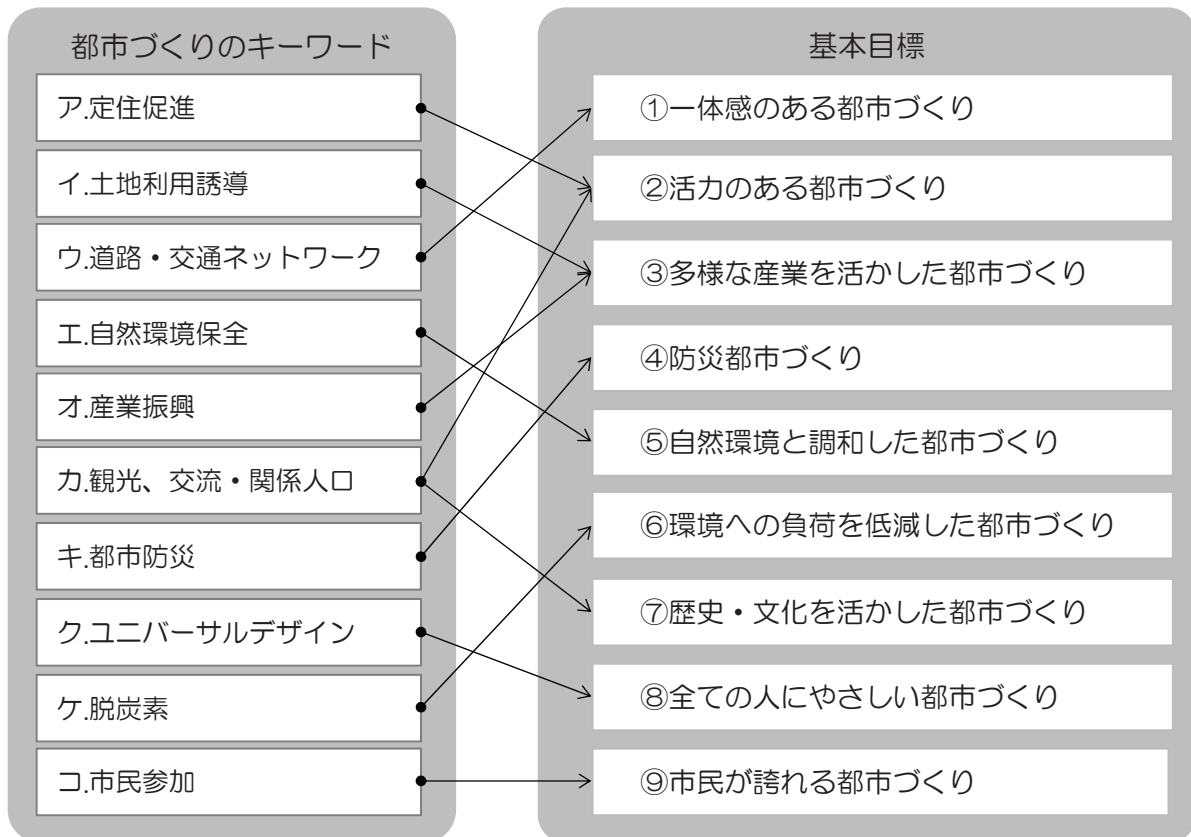 都市づくりのキーワード
ア.定住促進
イ.土地利用誘導
ウ.道路・交通ネットワーク
エ.自然環境保全
オ.産業振興
カ.観光、交流・関係人口
キ.都市防災
ク.ユニバーサルデザイン
ケ.脱炭素
コ.市民参加
基本目標
①一体感のある都市づくり
②活力のある都市づくり
③多様な産業を活かした都市づくり
④防災都市づくり
⑤自然環境と調和した都市づくり
⑥環境への負荷を低減した都市づくり
⑦歴史・文化を活かした都市づくり
⑧全ての人にやさしい都市づくり
⑨市民が誇れる都市づくり